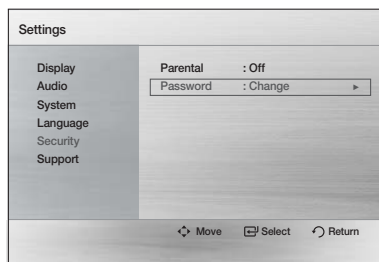 Settings
Display
Audio
System
Language
Security
Support
Parental : Off
Password : Change ►
Move Select Return